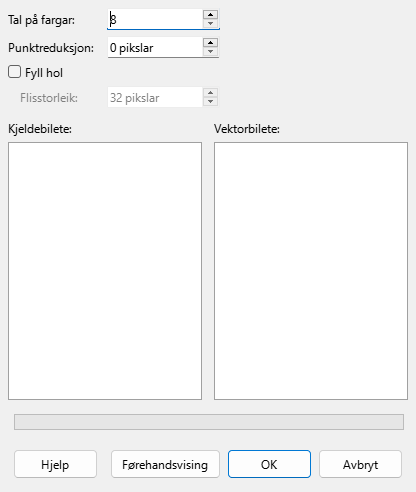 Tal på fargar: 8
Punktreduksjon: 0 pikslar
Fyll hol
Flisstorleik: 32 pikslar
Kjeldebilete: Vektorbilete:
Hjelp Førehandsvising OK Avbryt